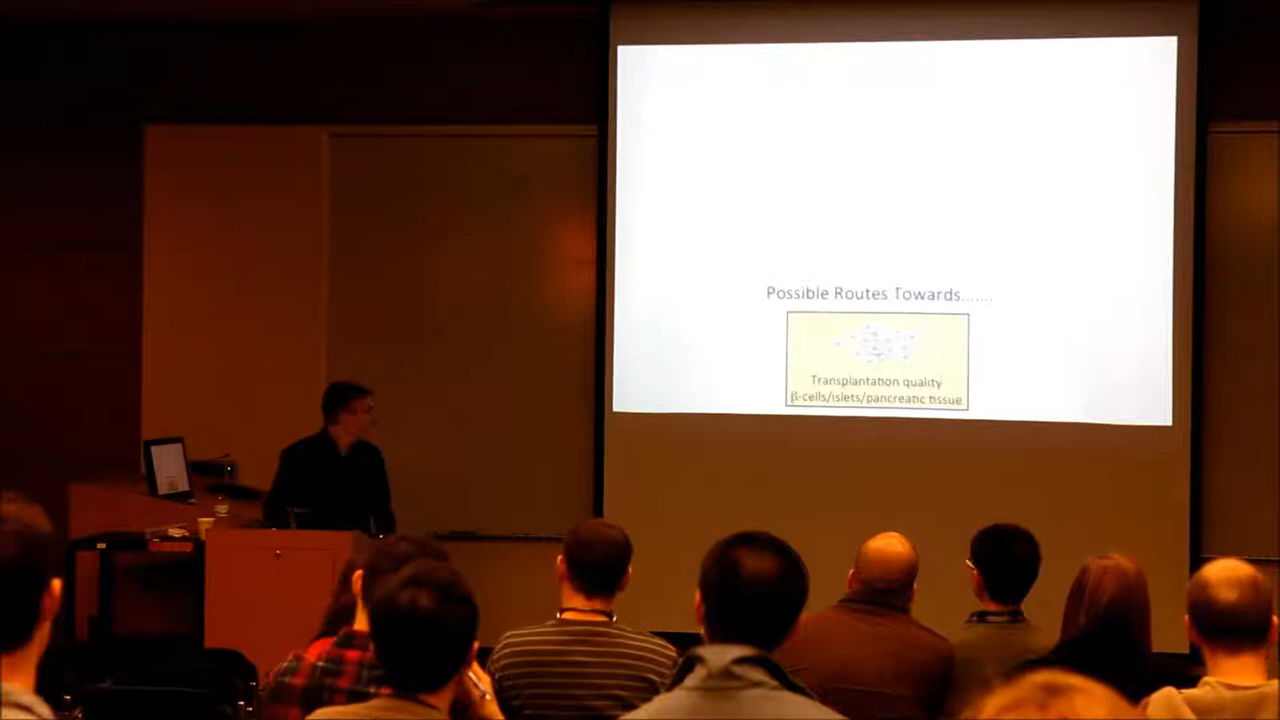 Possible Routes Towards.......
Transplantation quality
β-cells/islets/pancreatic tissue